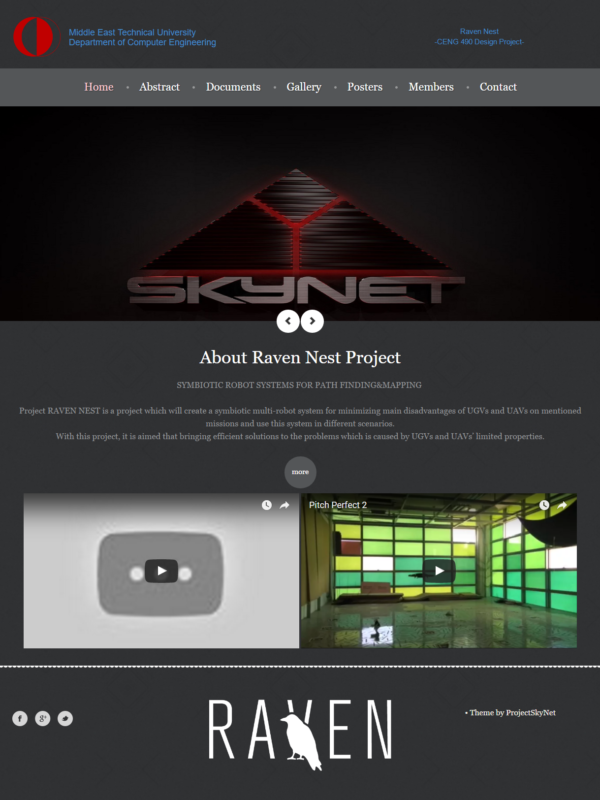 Middle East Technical University
Department of Computer Engineering
Raven Nest
-CENG 490 Design Project-
Home • Abstract • Documents • Gallery • Posters • Members • Contact
SKYNET
About Raven Nest Project
SYMBIOTIC ROBOT SYSTEMS FOR PATH FINDING&MAPPING
Project RAVEN NEST is a project which will create a symbiotic multi-robot system for minimizing main disadvantages of UGVs and UAVs on mentioned
missions and use this system in different scenarios.
With this project, it is aimed that bringing efficient solutions to the problems which is caused by UGVs and UAVs' limited properties.
more
Pitch Perfect 2
RAVEN
• Theme by ProjectSkyNet